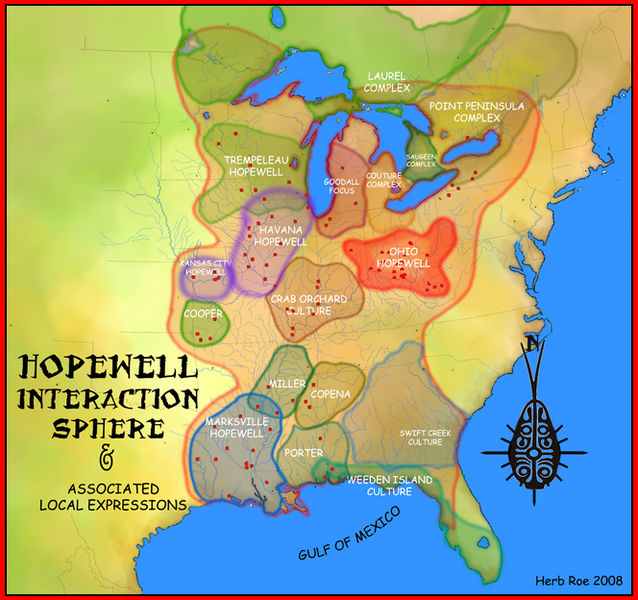 LAUREL
COMPLEX
POINT PENINSULA
COMPLEX
SAUGEEN
COMPLEX
TREMPELEAU
HOPEWELL
GOODALL
FOCUS
COUTURE
COMPLEX
HAVANA
HOPEWELL
OHIO
HOPEWELL
KANSAS CITY
HOPEWELL
CRAB ORCHARD
CULTURE
COOPER
HOPEWELL
INTERACTION
SPHERE
&
ASSOCIATED
LOCAL EXPRESSIONS
MILLER
COPENA
MARKSVILLE
HOPEWELL
PORTER
SWIFT CREEK
CULTURE
WEEDEN ISLAND
CULTURE
N
GULF OF MEXICO
Herb Roe 2008